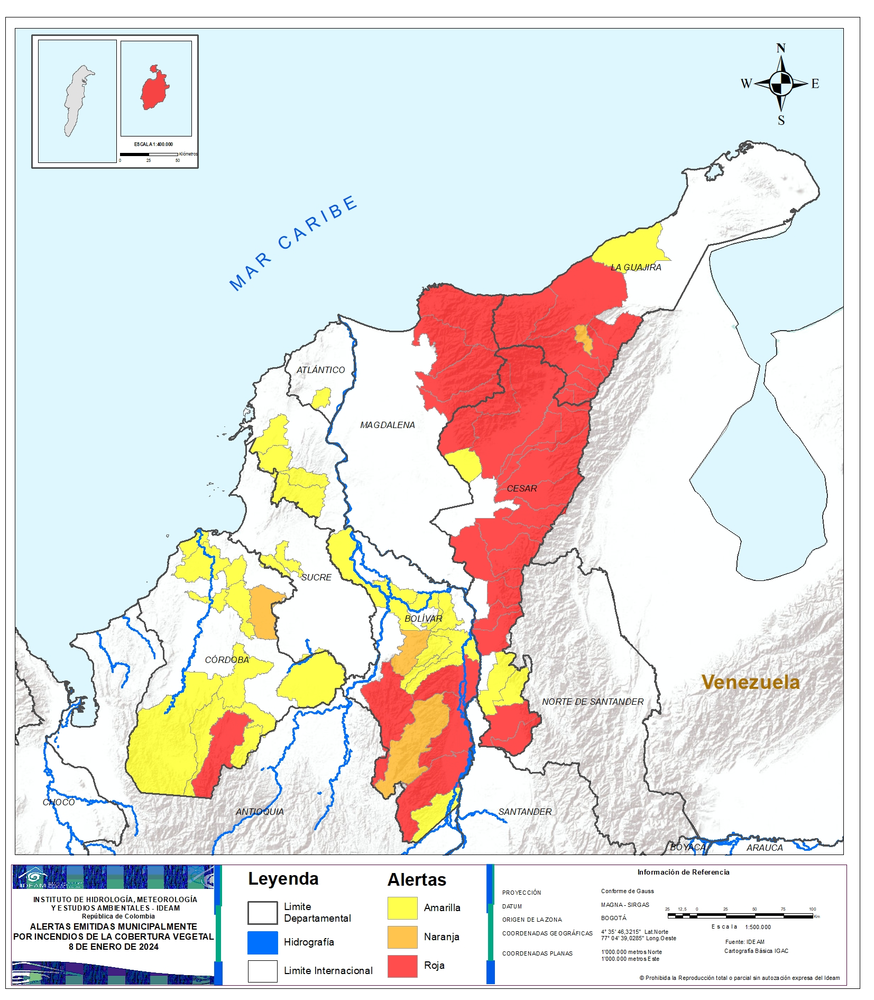 N
W
E
S
ESCALA 1:400.000
Kilómetros
0 25 50
MAR CARIBE
LA GUAJIRA
ATLÁNTICO
MAGDALENA
CESAR
SUCRE
BOLÍVAR
CÓRDOBA
Venezuela
NORTE DE SANTANDER
CHOCÓ
ANTIOQUIA
SANTANDER
BOYACÁ
ARAUCA
IDEAM
INSTITUTO DE HIDROLOGÍA, METEOROLOGÍA
Y ESTUDIOS AMBIENTALES - IDEAM
República de Colombia
ALERTAS EMITIDAS MUNICIPALMENTE
POR INCENDIOS DE LA COBERTURA VEGETAL
8 DE ENERO DE 2024
Leyenda
Limite
Departamental
Hidrografía
Limite Internacional
Alertas
Amarilla
Naranja
Roja
Información de Referencia
PROYECCIÓN Conforme de Gauss
DATUM MAGNA - SIRGAS
ORIGEN DE LA ZONA BOGOTÁ
COORDENADAS GEOGRÁFICAS 4° 35' 46,3215" Lat.Norte
77° 04' 39,0285" Long.Oeste
COORDENADAS PLANAS 1'000.000 metros Norte
1'000.000 metros Este
25 12,5 0 25 50 75 100
Km
Escala 1:500.000
Fuente: IDEAM
Cartografía Básica IGAC
© Prohibida la Reproducción total o parcial sin autozación expresa del Ideam